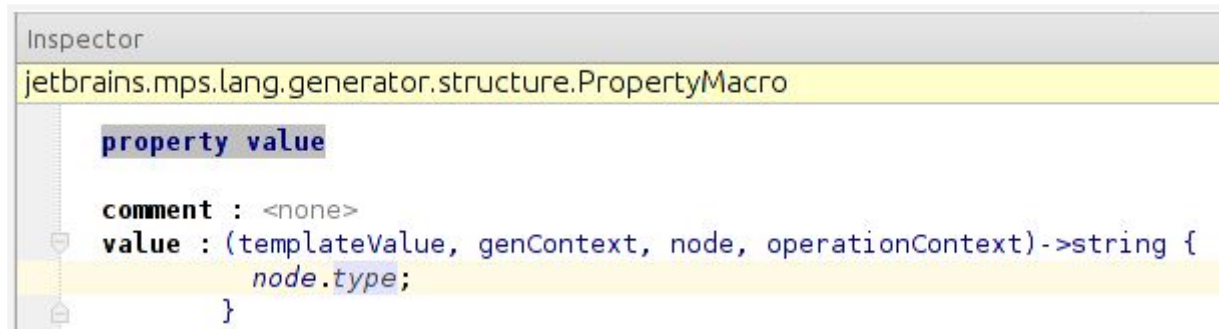 Inspector
jetbrains.mps.lang.generator.structure.PropertyMacro
property value
comment : <none>
value : (templateValue, genContext, node, operationContext)->string {
node.type;
}